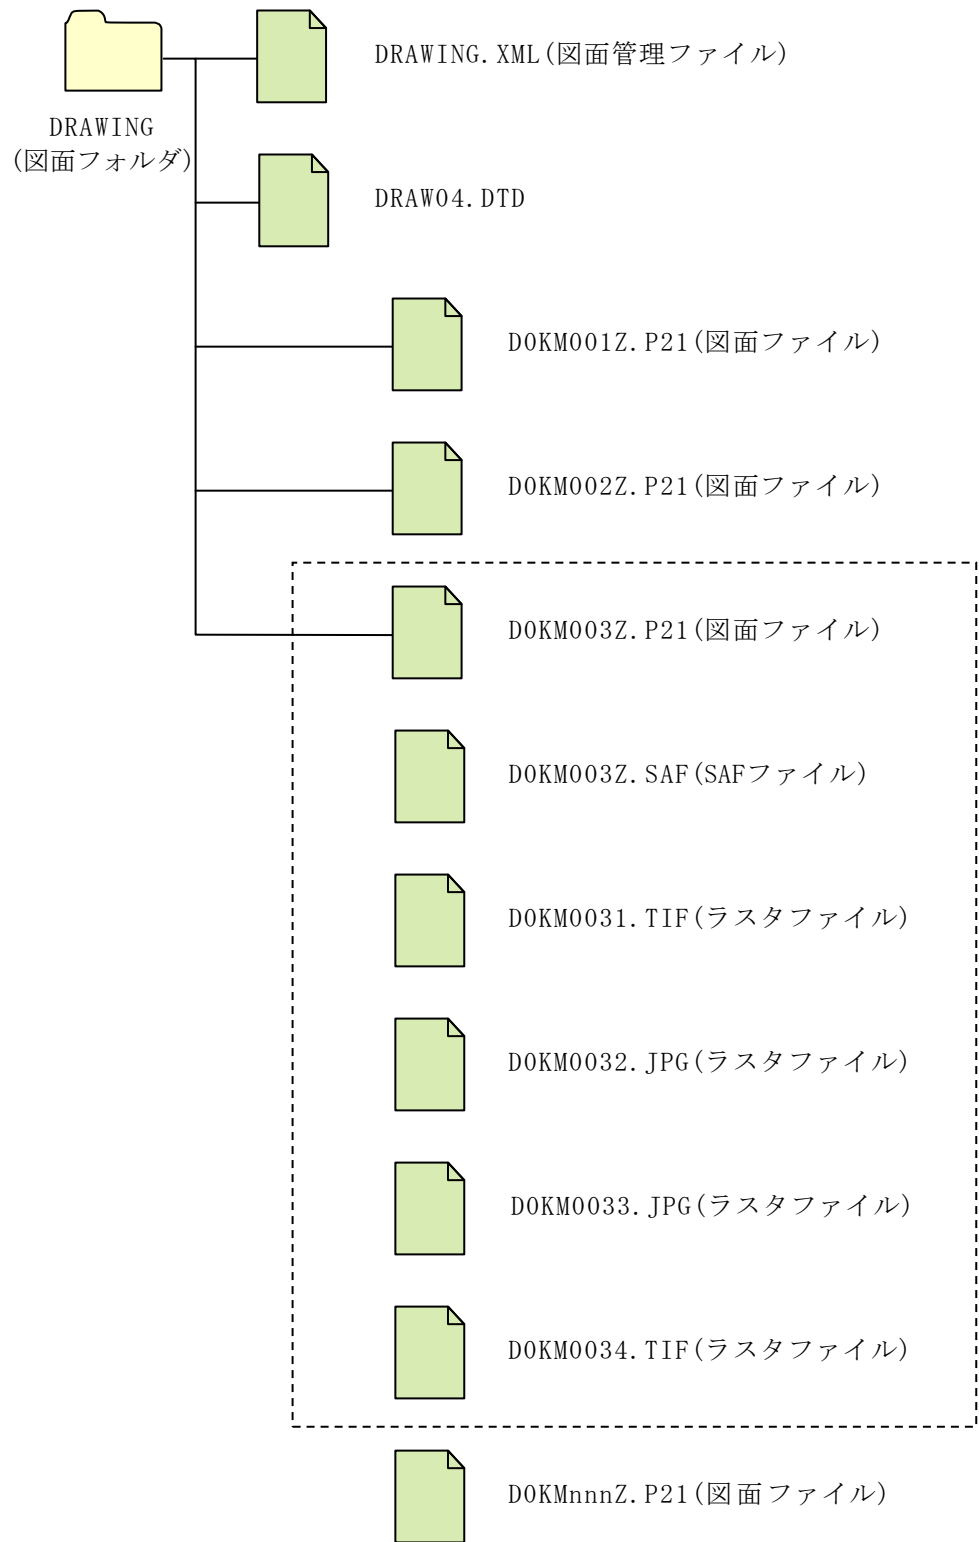 DRAWING.XML(図面管理ファイル)
DRAWING
(図面フォルダ)
DRAW04.DTD
D0KM001Z.P21(図面ファイル)
D0KM002Z.P21(図面ファイル)
D0KM003Z.P21(図面ファイル)
D0KM003Z.SAF(SAFファイル)
D0KM0031.TIF(ラスタファイル)
D0KM0032.JPG(ラスタファイル)
D0KM0033.JPG(ラスタファイル)
D0KM0034.TIF(ラスタファイル)
D0KMnnnZ.P21(図面ファイル)